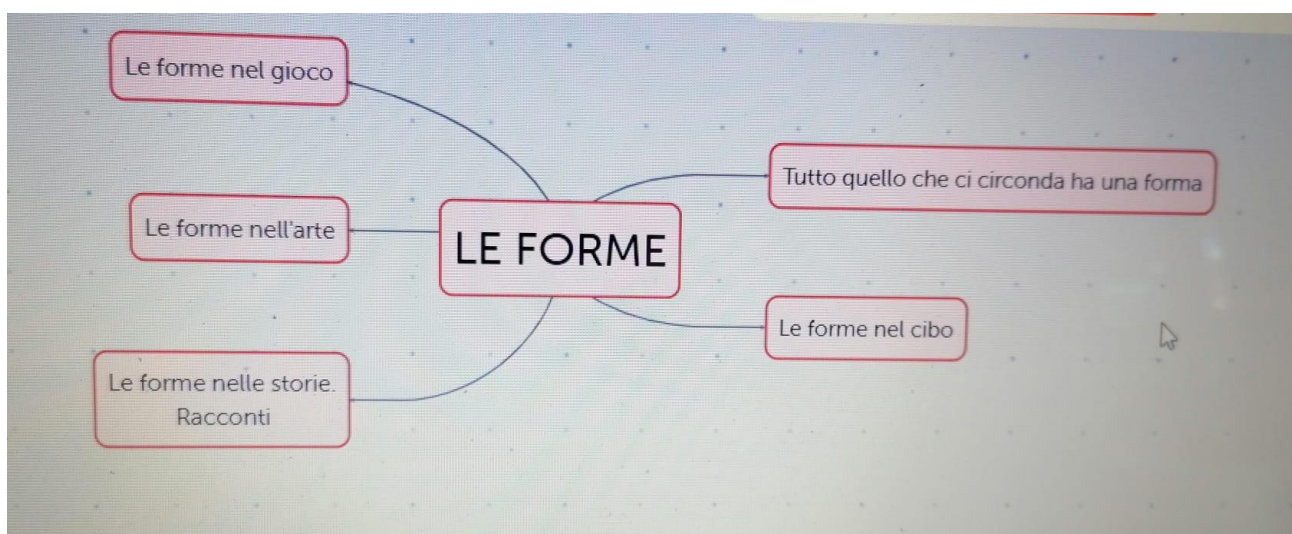 Le forme nel gioco
Tutto quello che ci circonda ha una forma
Le forme nell'arte
LE FORME
Le forme nel cibo
Le forme nelle storie.
Racconti